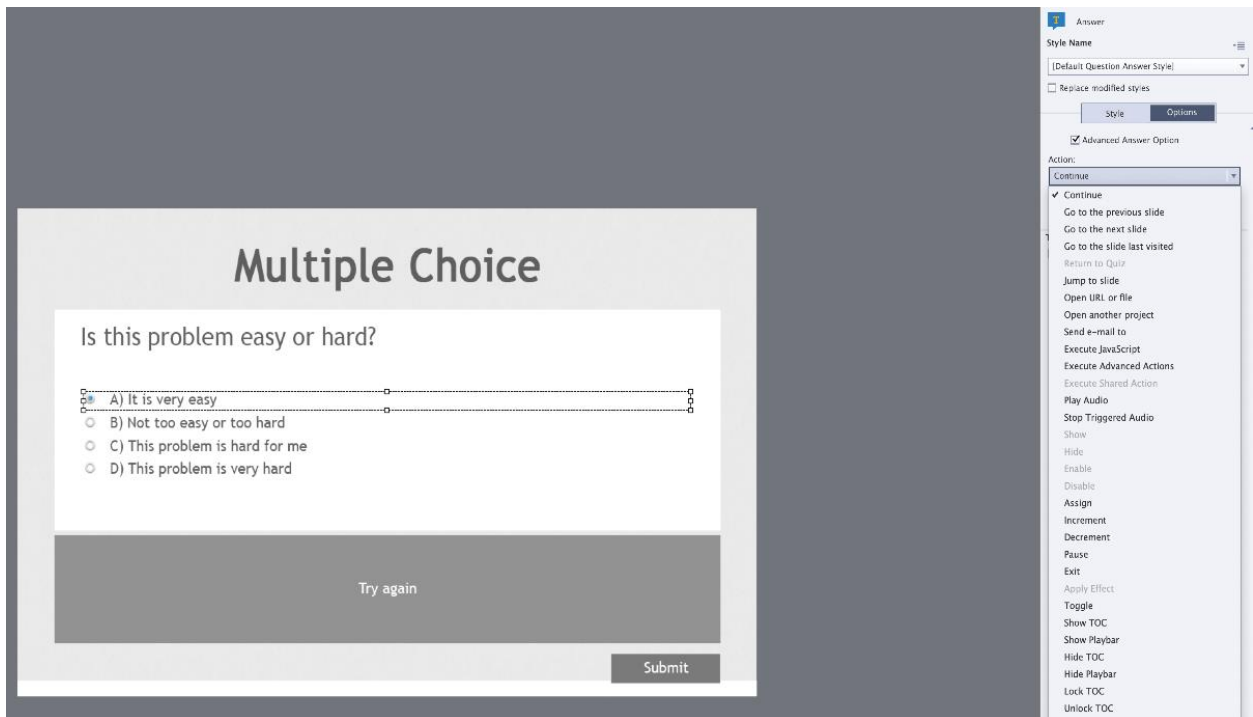 Multiple Choice
Is this problem easy or hard?
A) It is very easy
B) Not too easy or too hard
C) This problem is hard for me
D) This problem is very hard
Try again
Submit
T
Answer
Style Name
[Default Question Answer Style]
Replace modified styles
Style Options
Advanced Answer Option
Action:
Continue
Continue
Go to the previous slide
Go to the next slide
Go to the slide last visited
Return to Quiz
Jump to slide
Open URL or file
Open another project
Send e-mail to
Execute JavaScript
Execute Advanced Actions
Execute Shared Action
Play Audio
Stop Triggered Audio
Show
Hide
Enable
Disable
Assign
Increment
Decrement
Pause
Exit
Apply Effect
Toggle
Show TOC
Show Playbar
Hide TOC
Hide Playbar
Lock TOC
Unlock TOC